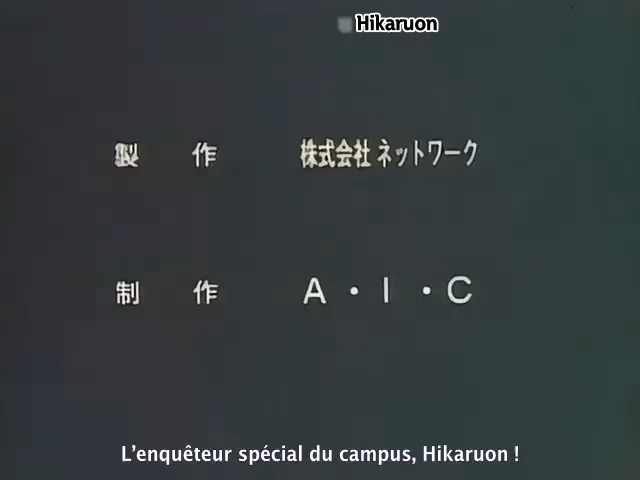 Hikaruon
製 作 株式会社 ネットワーク
制 作 A・I・C
L'enquêteur spécial du campus, Hikaruon !